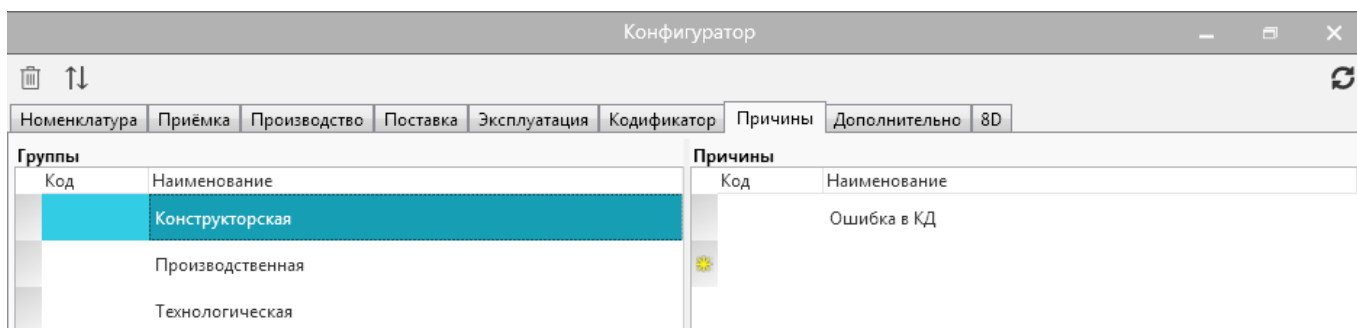 Конфигуратор
Номенклатура Приёмка Производство Поставка Эксплуатация Кодификатор Причины Дополнительно 8D
Группы
Код Наименование
Конструкторская
Производственная
Технологическая
Причины
Код Наименование
Ошибка в КД